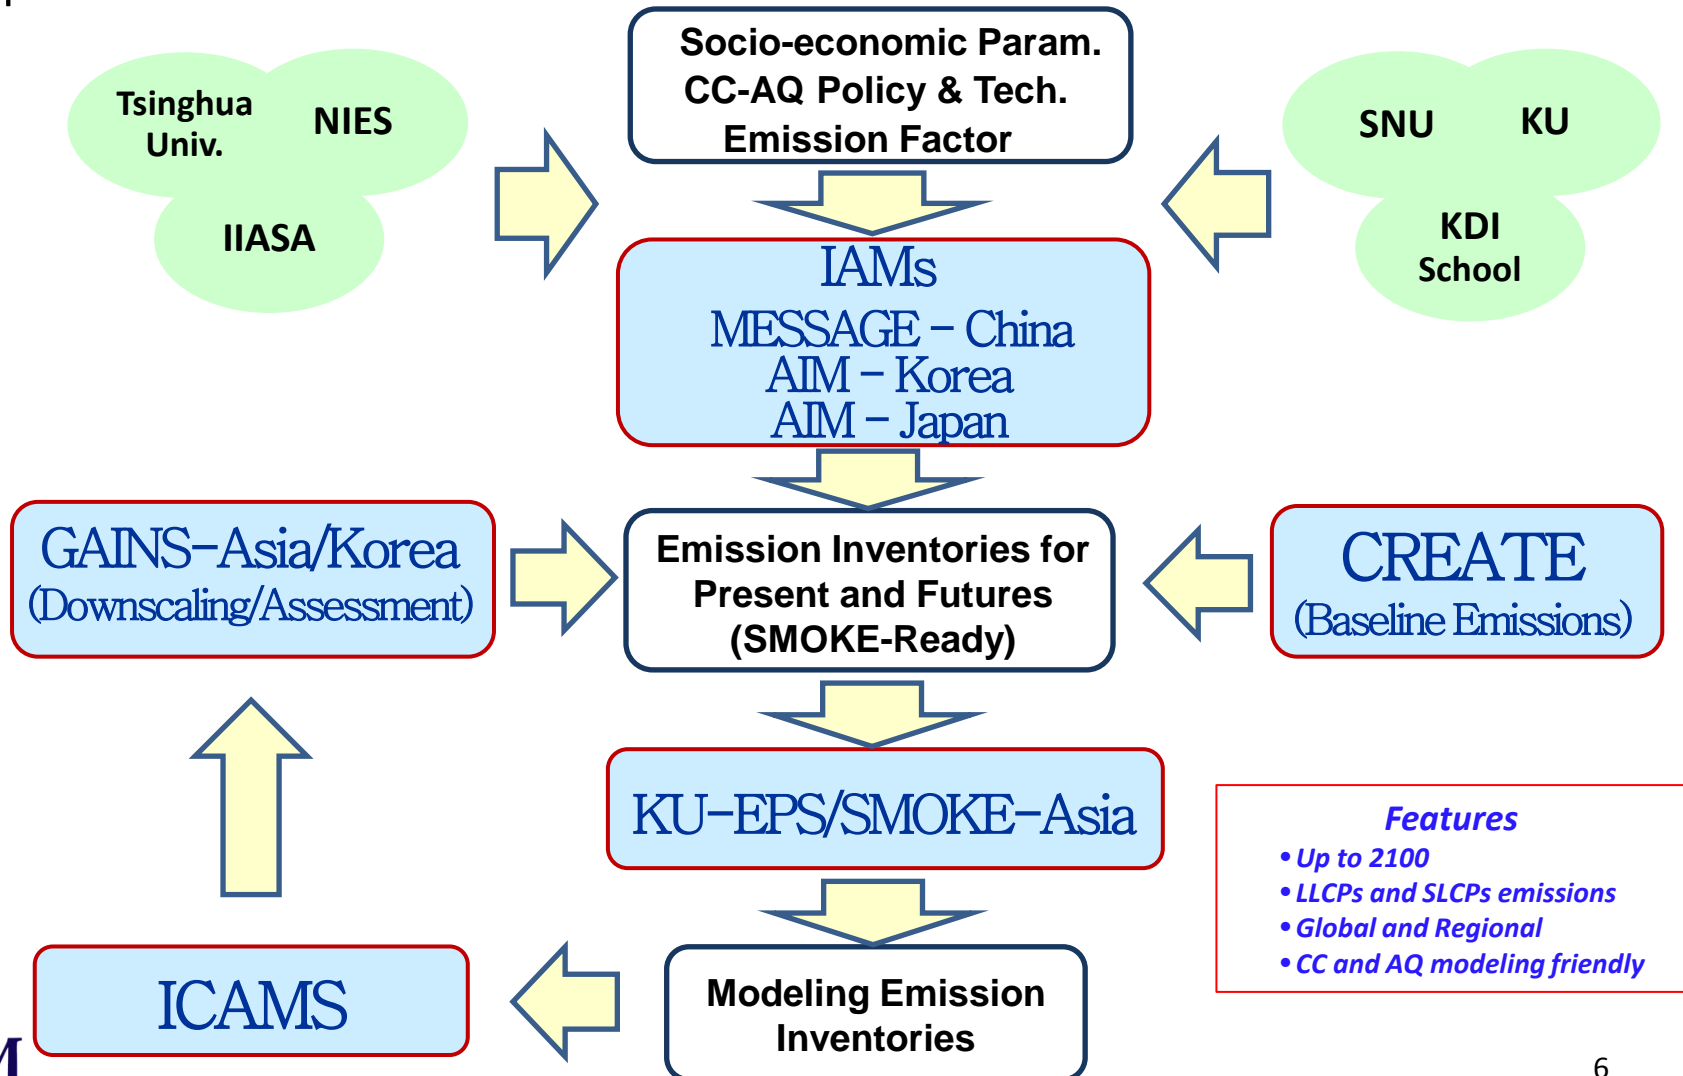 Socio-economic Param.
CC-AQ Policy & Tech.
Emission Factor
Tsinghua
Univ.
NIES
IIASA
SNU
KU
KDI
School
IAMs
MESSAGE – China
AIM – Korea
AIM – Japan
GAINS-Asia/Korea
(Downscaling/Assessment)
Emission Inventories for
Present and Futures
(SMOKE-Ready)
CREATE
(Baseline Emissions)
KU-EPS/SMOKE-Asia
Features
• Up to 2100
• LLCPs and SLCPs emissions
• Global and Regional
• CC and AQ modeling friendly
ICAMS
Modeling Emission
Inventories
6